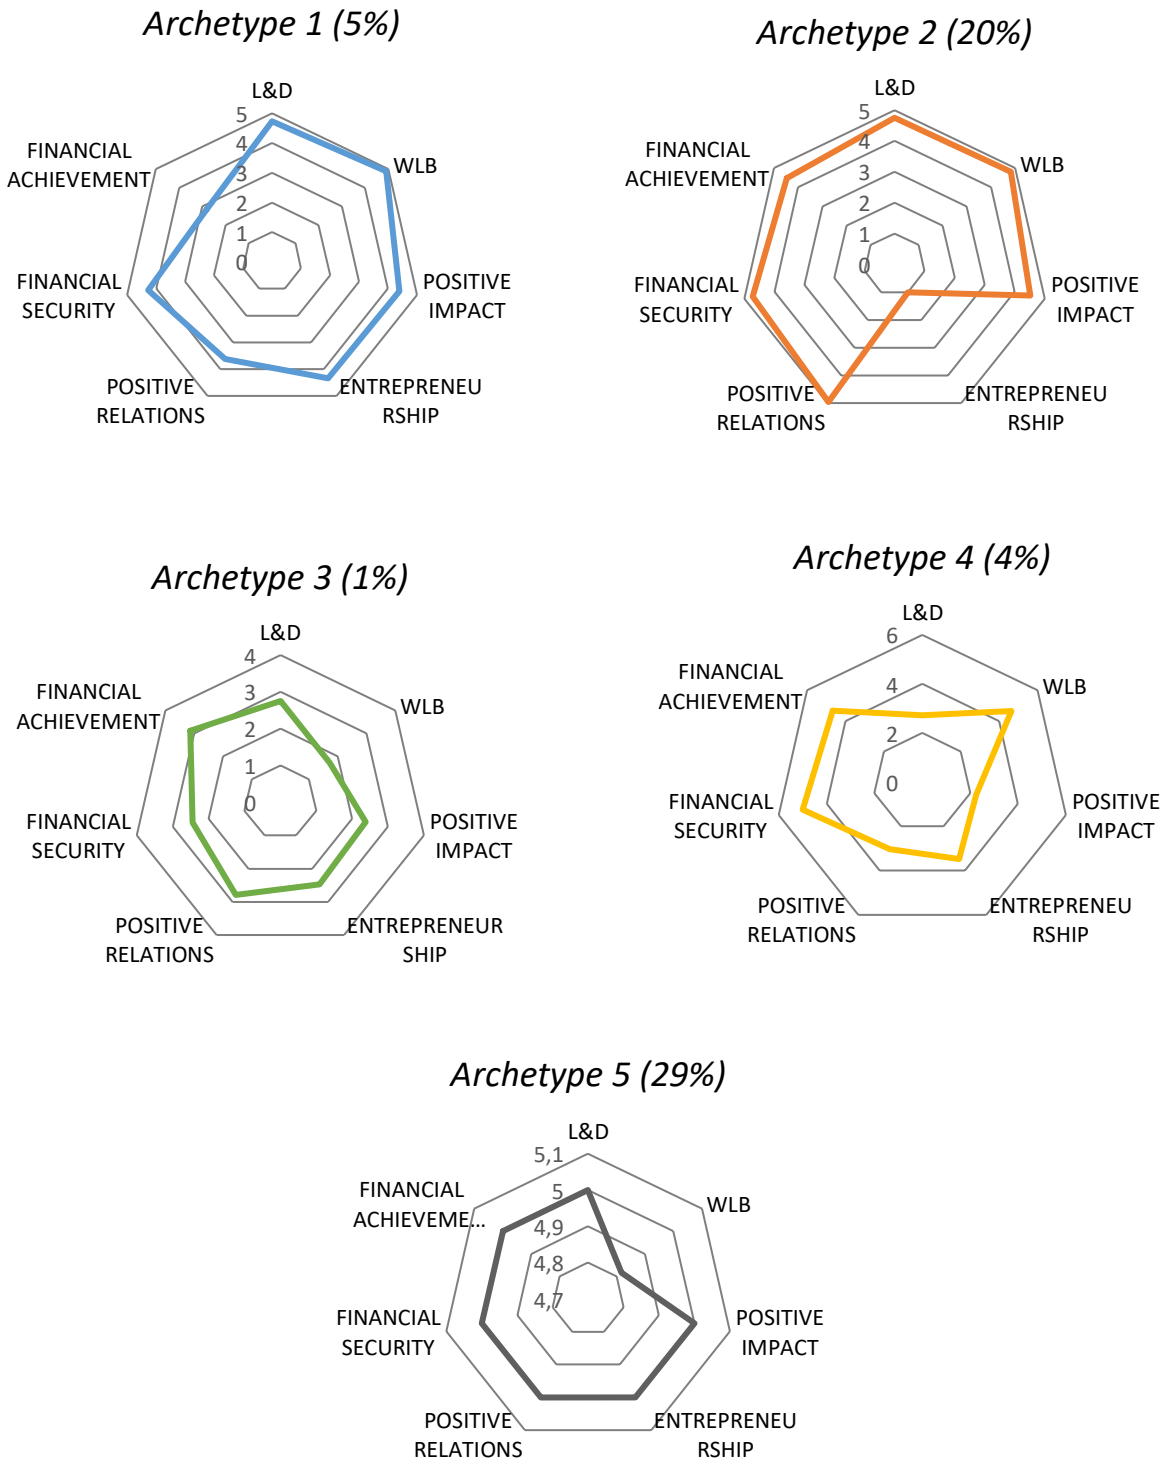 Archetype 1 (5%)
L&D
5
4
3
2
1
0
WLB
POSITIVE
IMPACT
ENTREPRENEU
RSHIP
POSITIVE
RELATIONS
FINANCIAL
SECURITY
FINANCIAL
ACHIEVEMENT
Archetype 2 (20%)
L&D
5
4
3
2
1
0
WLB
POSITIVE
IMPACT
ENTREPRENEU
RSHIP
POSITIVE
RELATIONS
FINANCIAL
SECURITY
FINANCIAL
ACHIEVEMENT
Archetype 3 (1%)
L&D
4
3
2
1
0
WLB
POSITIVE
IMPACT
ENTREPRENEUR
SHIP
POSITIVE
RELATIONS
FINANCIAL
SECURITY
FINANCIAL
ACHIEVEMENT
Archetype 4 (4%)
L&D
6
4
2
0
WLB
POSITIVE
IMPACT
ENTREPRENEU
RSHIP
POSITIVE
RELATIONS
FINANCIAL
SECURITY
FINANCIAL
ACHIEVEMENT
Archetype 5 (29%)
L&D
5,1
5
4,9
4,8
4,7
WLB
POSITIVE
IMPACT
ENTREPRENEU
RSHIP
POSITIVE
RELATIONS
FINANCIAL
SECURITY
FINANCIAL
ACHIEVEME...